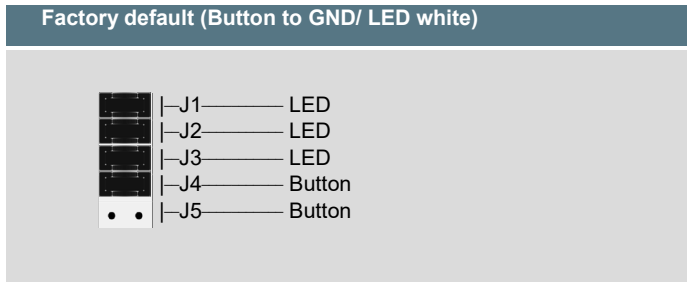 Factory default (Button to GND/ LED white)
J1 LED
J2 LED
J3 LED
J4 Button
J5 Button